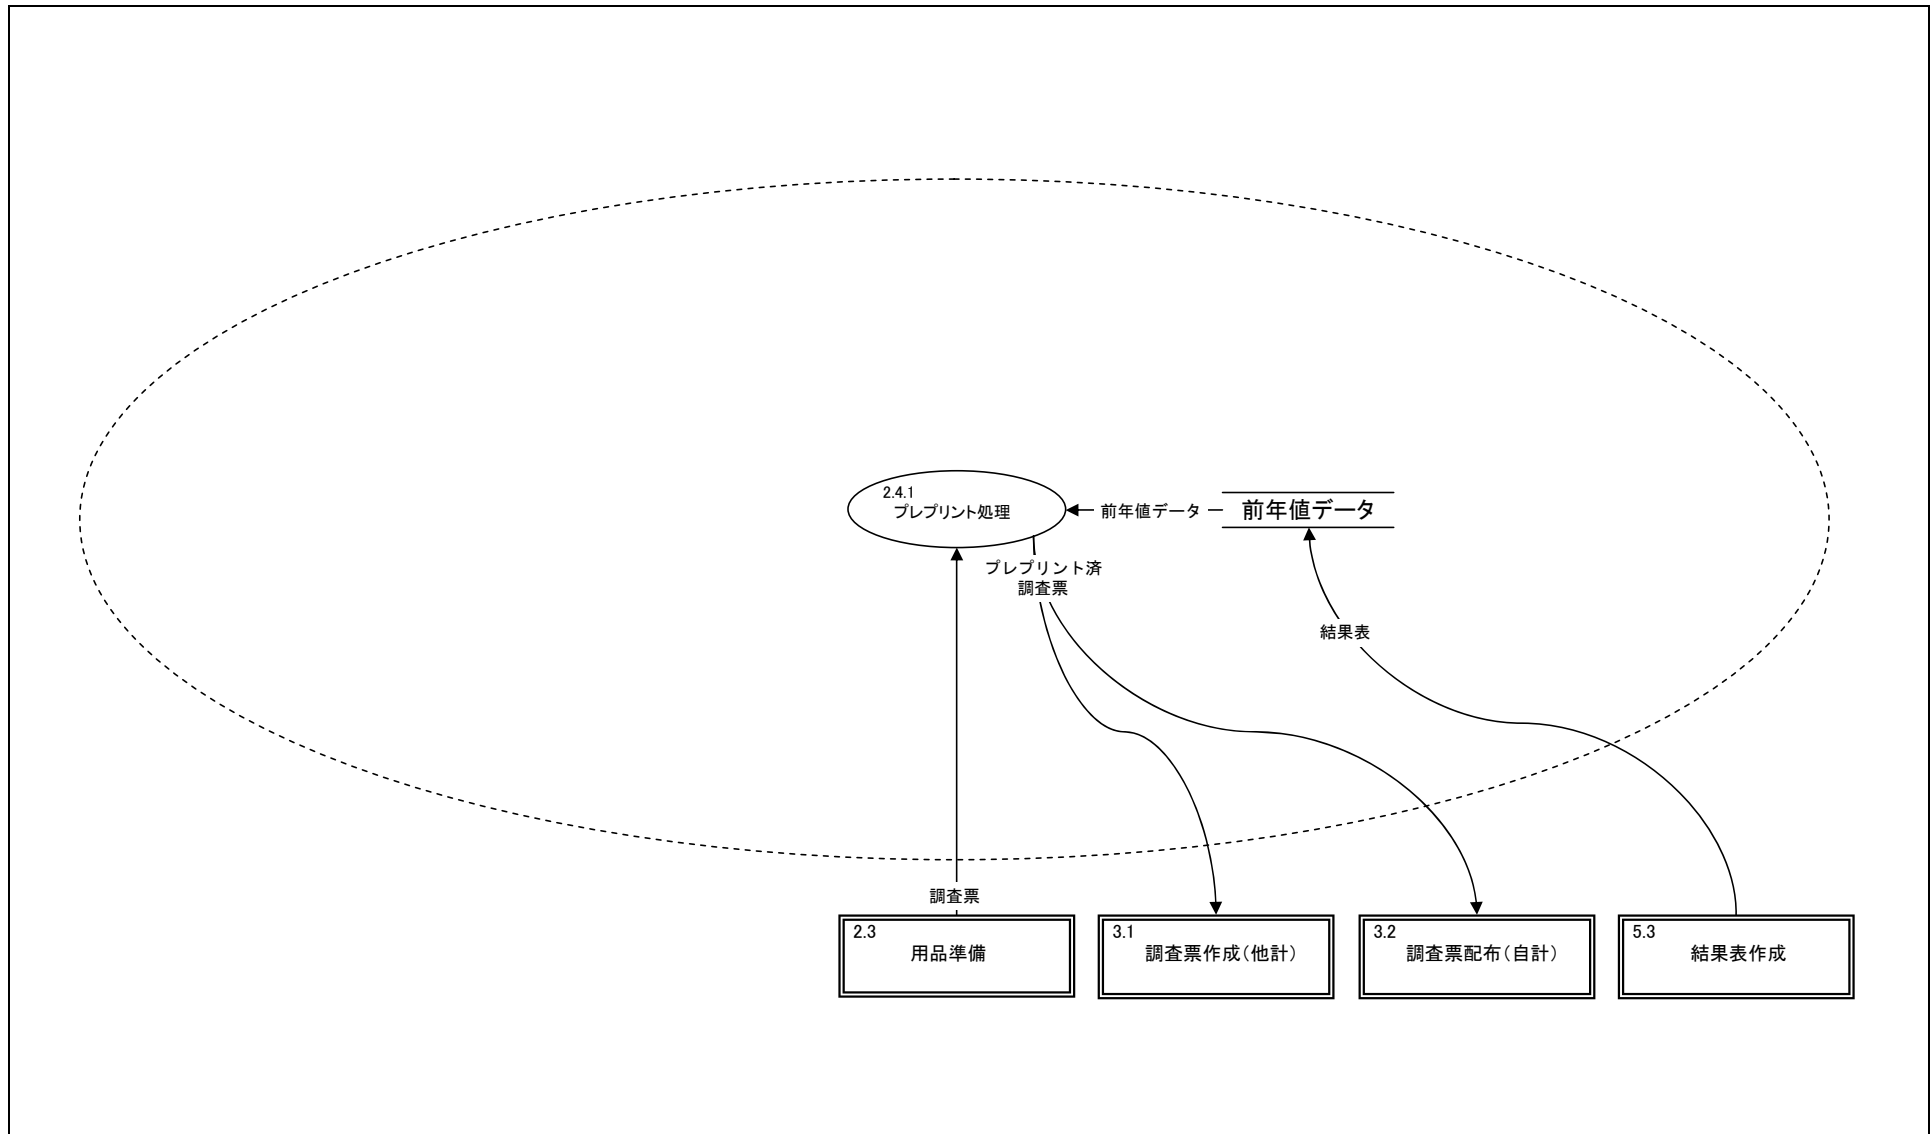 2.4.1
プレプリント処理
前年値データ
前年値データ
プレプリント済
調査票
結果表
調査票
2.3
用品準備
3.1
調査票作成(他計)
3.2
調査票配布(自計)
5.3
結果表作成